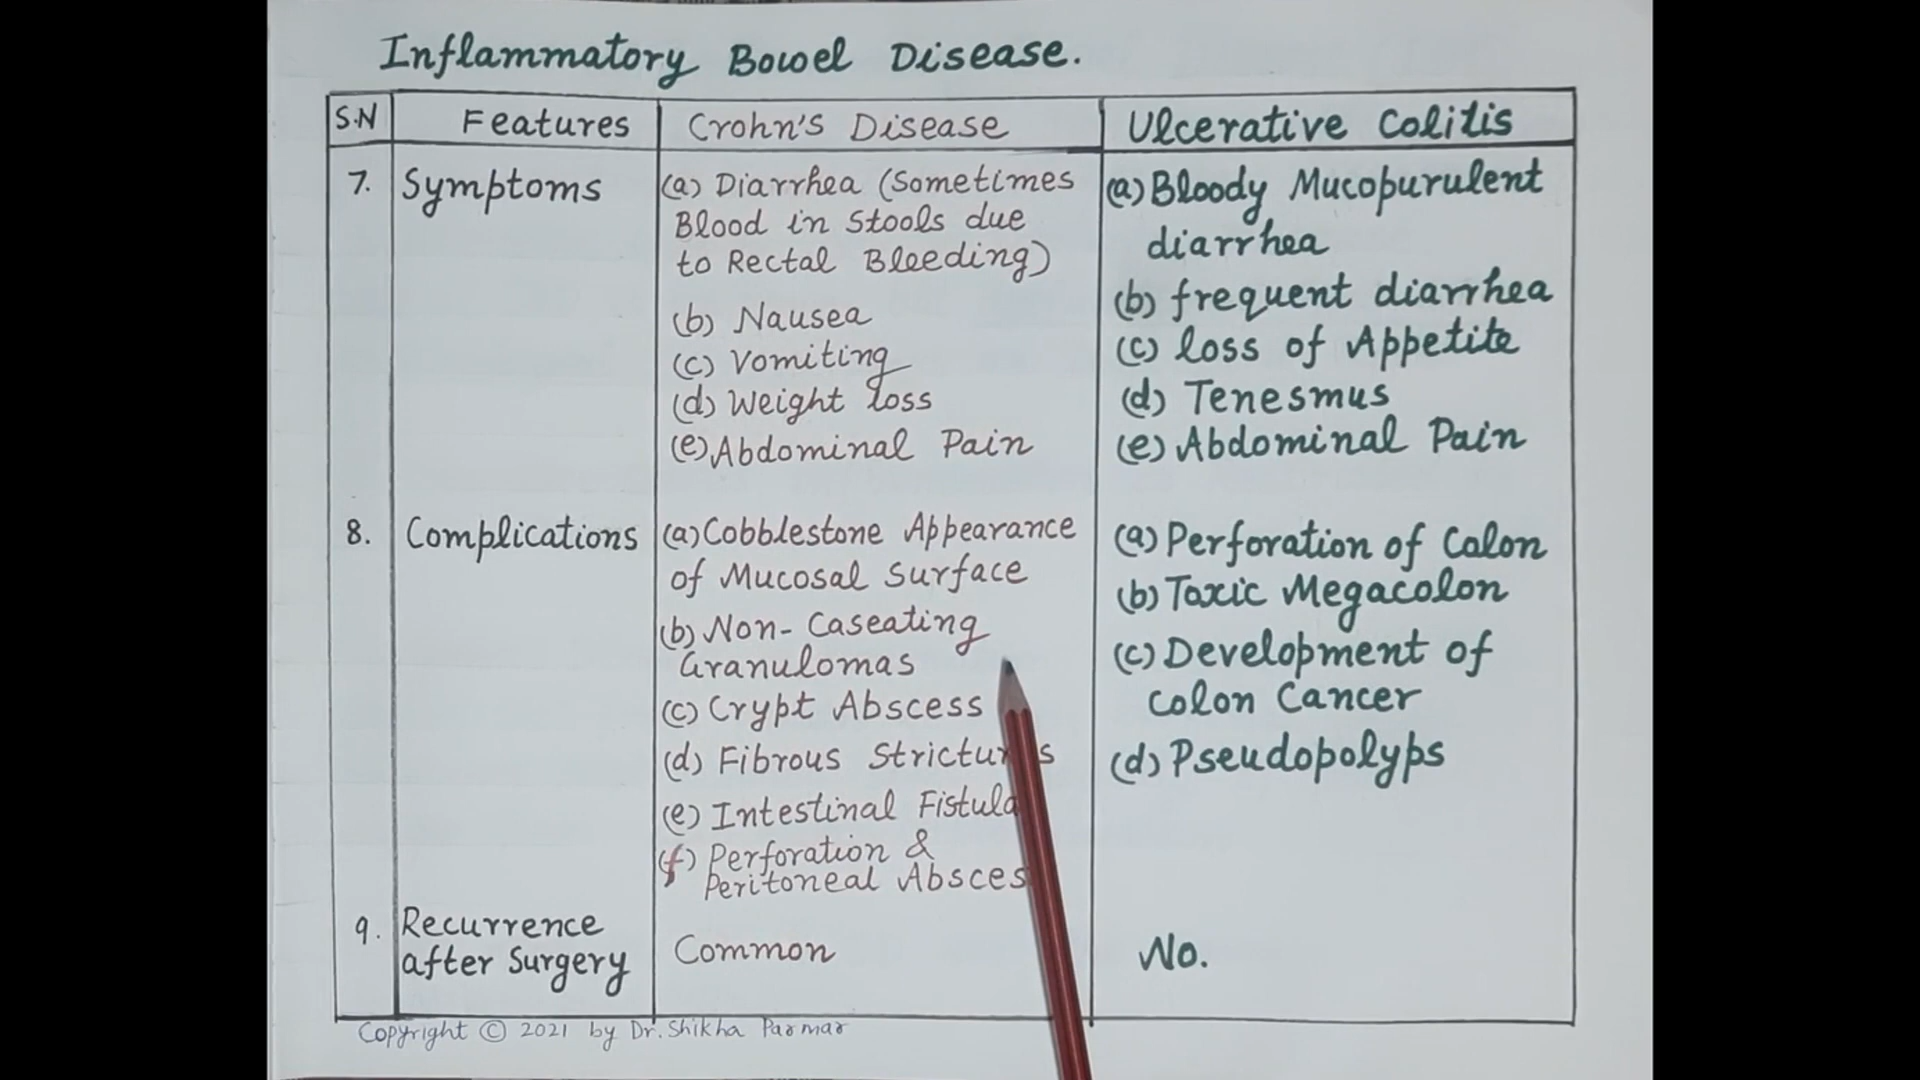 Inflammatory Bowel Disease.
S.N Features Crohn's Disease Ulcerative Colitis
7. Symptoms
(a) Diarrhea (Sometimes
Blood in Stools due
to Rectal Bleeding)
(b) Nausea
(c) Vomiting
(d) Weight loss
(e) Abdominal Pain
(a) Bloody Mucopurulent
diarrhea
(b) frequent diarrhea
(c) loss of Appetite
(d) Tenesmus
(e) Abdominal Pain
8. Complications
(a) Cobblestone Appearance
of Mucosal Surface
(b) Non-Caseating
Granulomas
(c) Crypt Abscess
(d) Fibrous Strictures
(e) Intestinal Fistula
(f) Perforation &
Peritoneal Absces
(a) Perforation of Colon
(b) Toxic Megacolon
(c) Development of
Colon Cancer
(d) Pseudopolyps
9. Recurrence
after Surgery
Common
No.
Copyright © 2021 by Dr. Shikha Parmar